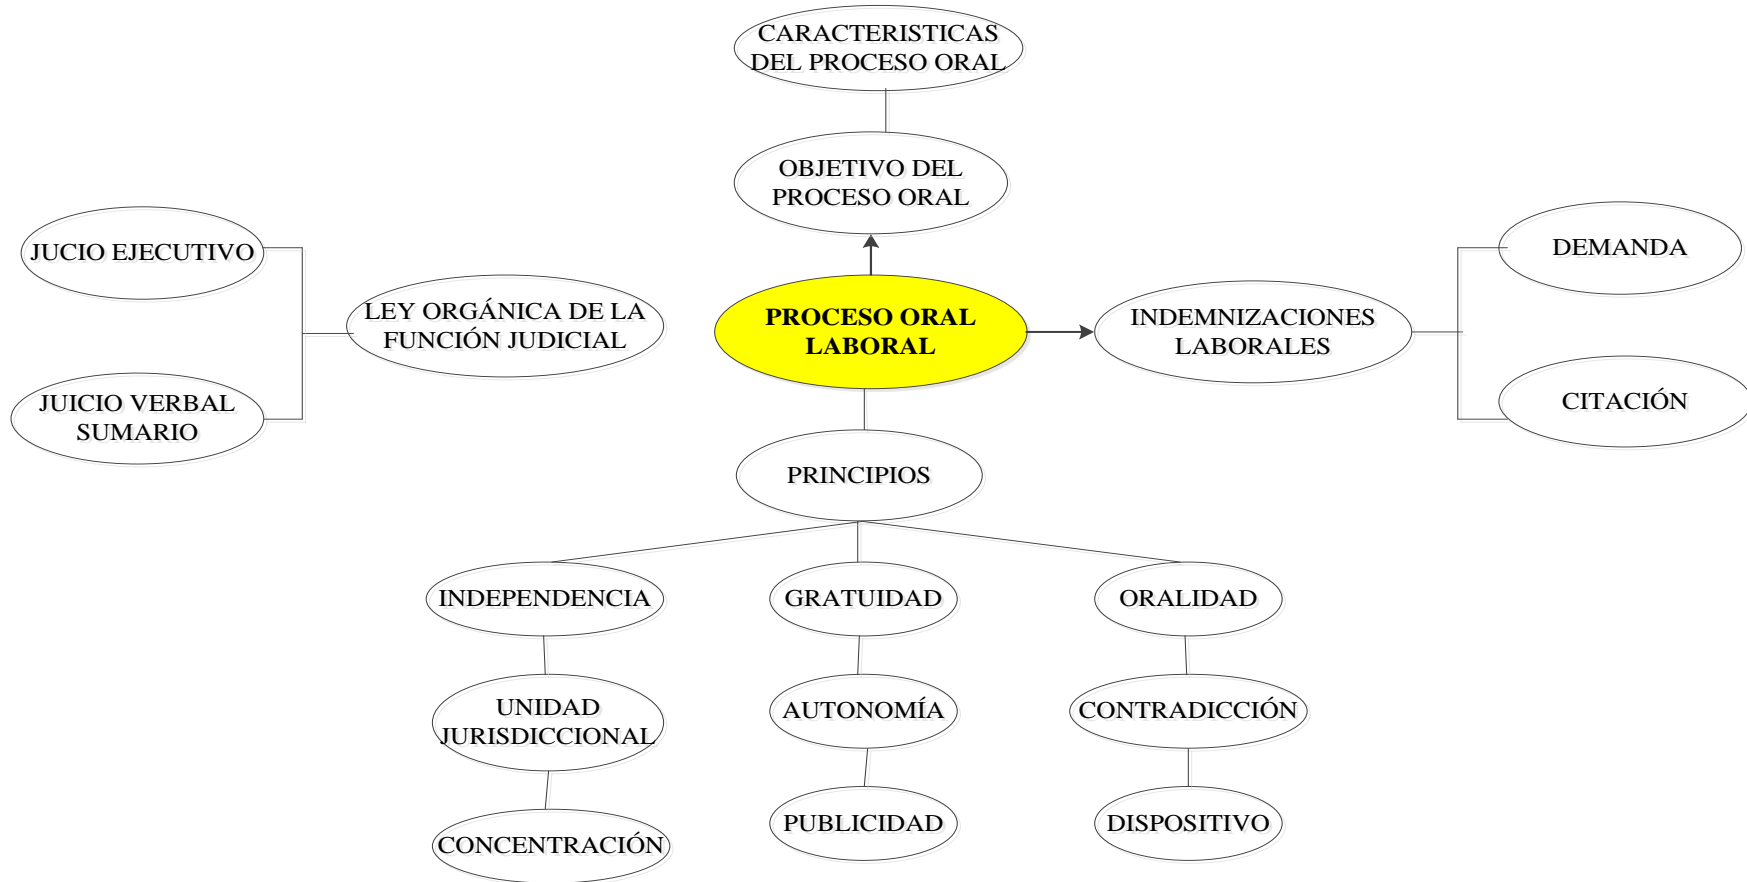 CARACTERISTICAS
DEL PROCESO ORAL
OBJETIVO DEL
PROCESO ORAL
JUCIO EJECUTIVO
DEMANDA
LEY ORGÁNICA DE LA
FUNCIÓN JUDICIAL
PROCESO ORAL
LABORAL
INDEMNIZACIONES
LABORALES
JUICIO VERBAL
SUMARIO
CITACIÓN
PRINCIPIOS
INDEPENDENCIA
GRATUIDAD
ORALIDAD
UNIDAD
JURISDICCIONAL
AUTONOMÍA
CONTRADICCIÓN
CONCENTRACIÓN
PUBLICIDAD
DISPOSITIVO